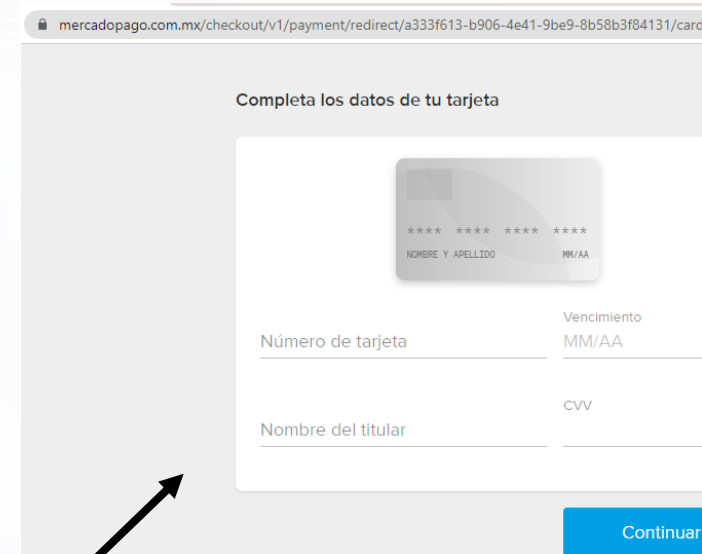 mercadopago.com.mx/checkout/v1/payment/redirect/a333f613-b906-4e41-9be9-8b58b3f84131/card
Completa los datos de tu tarjeta
**** **** **** ****
NOMBRE Y APELLIDO MM/AA
Vencimiento
Número de tarjeta MM/AA
CVV
Nombre del titular
Continuar